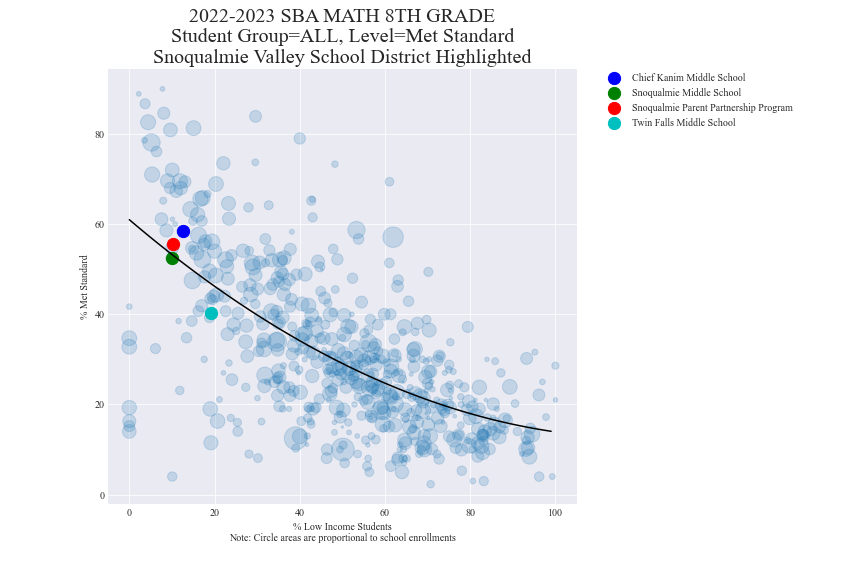 2022-2023 SBA MATH 8TH GRADE
Student Group=ALL, Level=Met Standard
Snoqualmie Valley School District Highlighted
Chief Kanim Middle School
Snoqualmie Middle School
Snoqualmie Parent Partnership Program
Twin Falls Middle School
% Met Standard
80
60
40
20
0
0 20 40 60 80 100
% Low Income Students
Note: Circle areas are proportional to school enrollments